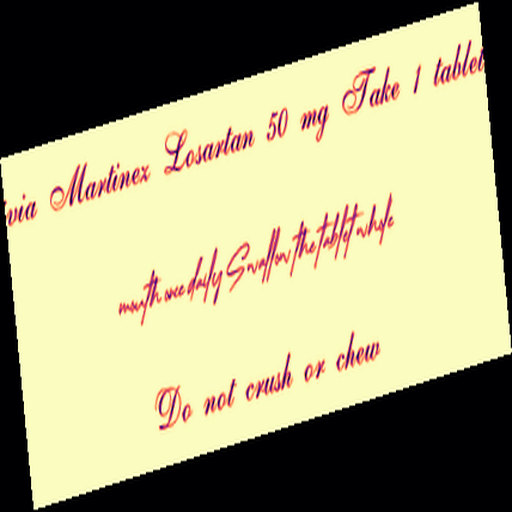 via Martinez Losartan 50 mg Take 1 tablet
mouth once daily Swallow the tablet whole
Do not crush or chew